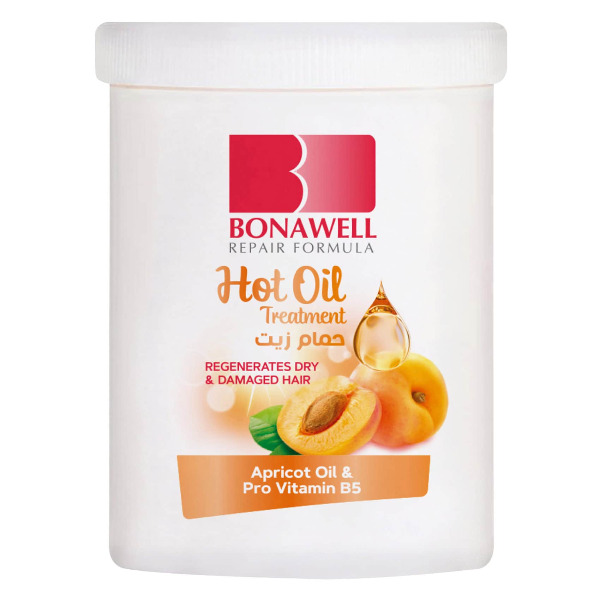 BONAWELL
REPAIR FORMULA
Hot Oil
Treatment
حمام زيت
REGENERATES DRY
& DAMAGED HAIR
Apricot Oil &
Pro Vitamin B5